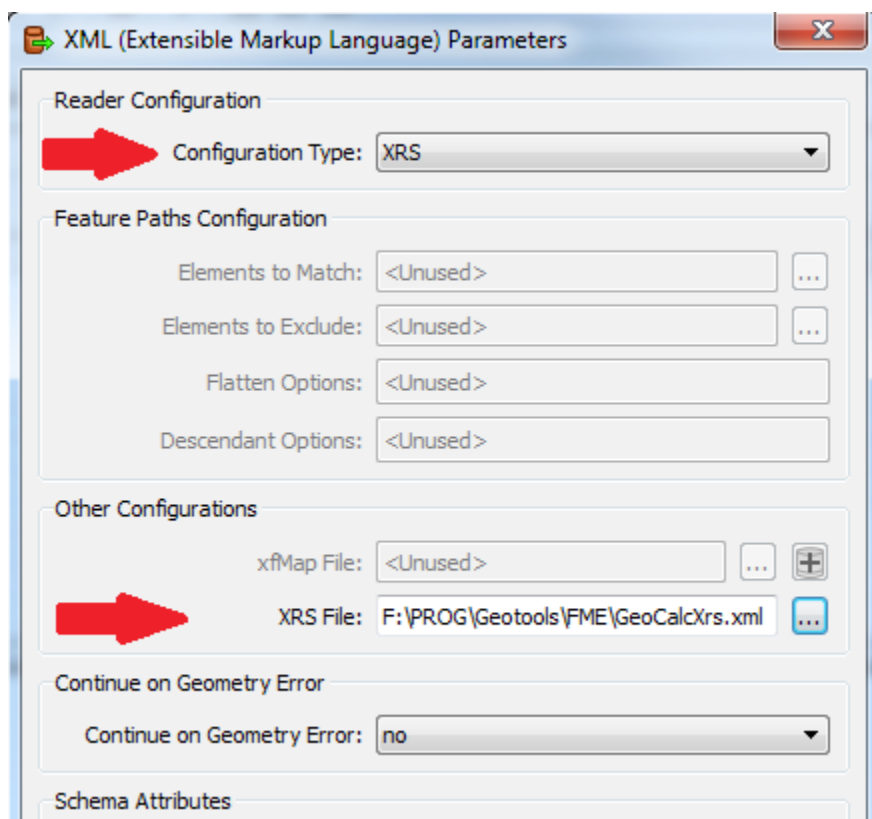 XML (Extensible Markup Language) Parameters
Reader Configuration
Configuration Type: XRS
Feature Paths Configuration
Elements to Match: <Unused> ...
Elements to Exclude: <Unused> ...
Flatten Options: <Unused>
Descendant Options: <Unused>
Other Configurations
xfMap File: <Unused> ...
XRS File: F:\PROG\Geotools\FME\GeoCalcXrs.xml ...
Continue on Geometry Error
Continue on Geometry Error: no
Schema Attributes